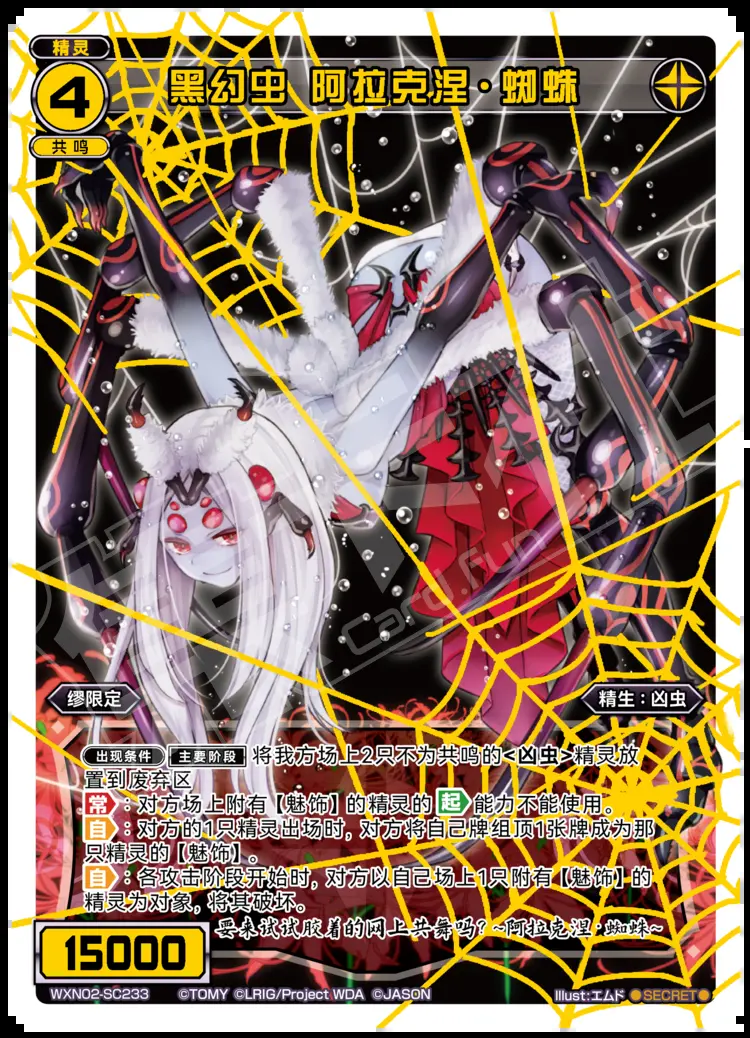 精灵
4
黑幻虫 阿拉克涅·蜘蛛
共鸣
Card.fun
缪限定
精生：凶虫
出现条件 主要阶段 将我方场上2只不为共鸣的<凶虫>精灵放
置到废弃区
常：对方场上附有【魅饰】的精灵的起能力不能使用。
自：对方的1只精灵出场时，对方将自己牌组顶1张牌成为那
只精灵的【魅饰】。
自：各攻击阶段开始时，对方以自己场上1只附有【魅饰】的
精灵为对象，将其破坏。
要来试试胶着的网上共舞吗？~阿拉克涅·蜘蛛~
15000
WXN02-SC233 ©TOMY ©LRIG/Project WDA ©JASON
Illust:エムド ●SECRET●